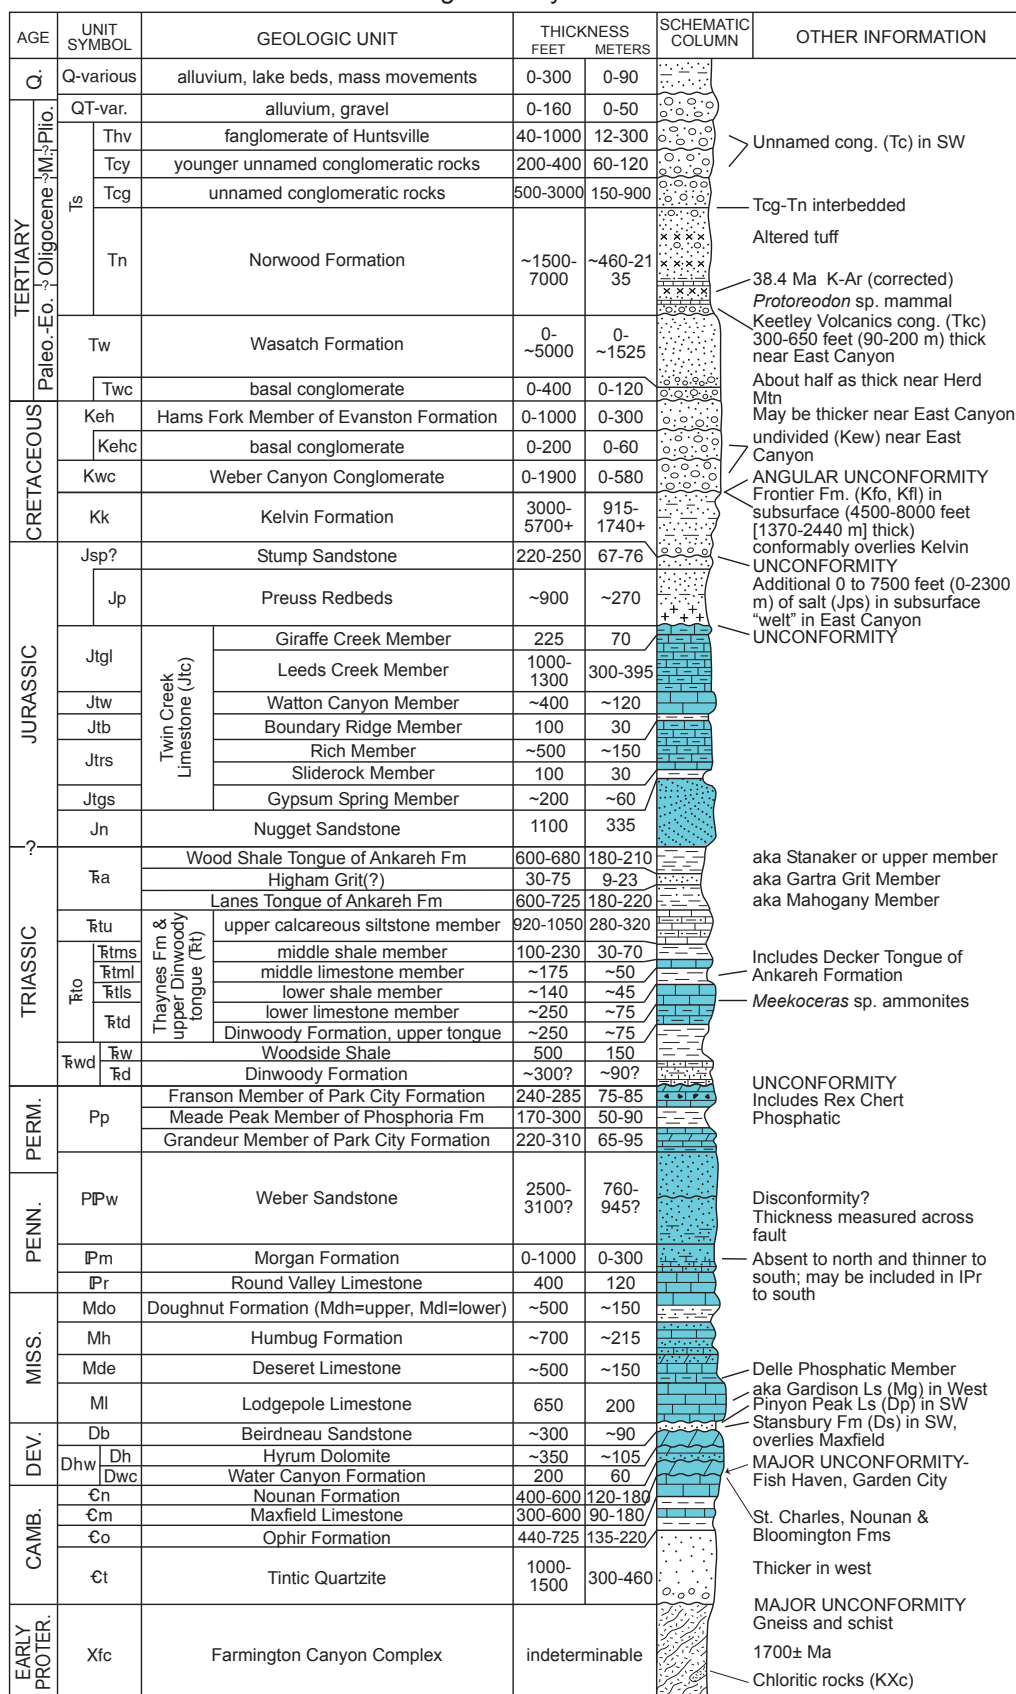 AGE UNIT SYMBOL GEOLOGIC UNIT THICKNESS FEET METERS SCHEMATIC COLUMN OTHER INFORMATION
Q. Q-various alluvium, lake beds, mass movements 0-300 0-90
TERTIARY
Plio. QT-var. alluvium, gravel 0-160 0-50
Ts
? Thv fanglomerate of Huntsville 40-1000 12-300 Unnamed cong. (Tc) in SW
M. Tcy younger unnamed conglomeratic rocks 200-400 60-120
? Tcg unnamed conglomeratic rocks 500-3000 150-900
Tcg-Tn interbedded
Oligocene Tn Norwood Formation ~1500-7000 ~460-2135
Altered tuff
? 38.4 Ma K-Ar (corrected)
Protoreodon sp. mammal
Keetley Volcanics cong. (Tkc)
300-650 feet (90-200 m) thick
near East Canyon
Paleo.-Eo. Tw Wasatch Formation 0-~5000 0-~1525
Twc basal conglomerate 0-400 0-120 About half as thick near Herd
Mtn
CRETACEOUS
Keh Hams Fork Member of Evanston Formation 0-1000 0-300 May be thicker near East Canyon
Kehc basal conglomerate 0-200 0-60 undivided (Kew) near East
Canyon
Kwc Weber Canyon Conglomerate 0-1900 0-580 ANGULAR UNCONFORMITY
Kk Kelvin Formation 3000-5700+ 915-1740+
Frontier Fm. (Kfo, Kfl) in
subsurface (4500-8000 feet
[1370-2440 m] thick)
conformably overlies Kelvin
JURASSIC
Jsp? Stump Sandstone 220-250 67-76 UNCONFORMITY
Jp Preuss Redbeds ~900 ~270
Additional 0 to 7500 feet (0-2300
m) of salt (Jps) in subsurface
“welt” in East Canyon
UNCONFORMITY
Twin Creek Limestone (Jtc)
Jtgl Giraffe Creek Member 225 70
Leeds Creek Member 1000-1300 300-395
Jtw Watton Canyon Member ~400 ~120
Jtb Boundary Ridge Member 100 30
Jtrs Rich Member ~500 ~150
Sliderock Member 100 30
Jtgs Gypsum Spring Member ~200 ~60
Jn Nugget Sandstone 1100 335
?
TRIASSIC
Ꞧa Wood Shale Tongue of Ankareh Fm 600-680 180-210 aka Stanaker or upper member
Higham Grit(?) 30-75 9-23 aka Gartra Grit Member
Lanes Tongue of Ankareh Fm 600-725 180-220 aka Mahogany Member
Thaynes Fm & upper Dinwoody tongue (Ꞧt)
Ꞧtu upper calcareous siltstone member 920-1050 280-320
Ꞧto
Ꞧtms middle shale member 100-230 30-70 Includes Decker Tongue of
Ꞧtml middle limestone member ~175 ~50 Ankareh Formation
Ꞧtls lower shale member ~140 ~45 Meekoceras sp. ammonites
Ꞧtd lower limestone member ~250 ~75
Dinwoody Formation, upper tongue ~250 ~75
Ꞧwd Ꞧw Woodside Shale 500 150
Ꞧd Dinwoody Formation ~300? ~90? UNCONFORMITY
PERM.
Pp Franson Member of Park City Formation 240-285 75-85 Includes Rex Chert
Meade Peak Member of Phosphoria Fm 170-300 50-90 Phosphatic
Grandeur Member of Park City Formation 220-310 65-95
PENN.
PℙPw Weber Sandstone 2500-3100? 760-945? Disconformity?
Thickness measured across
fault
ℙm Morgan Formation 0-1000 0-300 Absent to north and thinner to
ℙr Round Valley Limestone 400 120 south; may be included in IPr
to south
MISS.
Mdo Doughnut Formation (Mdh=upper, Mdl=lower) ~500 ~150
Mh Humbug Formation ~700 ~215
Mde Deseret Limestone ~500 ~150 Delle Phosphatic Member
Ml Lodgepole Limestone 650 200 aka Gardison Ls (Mg) in West
Pinyon Peak Ls (Dp) in SW
DEV.
Db Beirdneau Sandstone ~300 ~90 Stansbury Fm (Ds) in SW,
overlies Maxfield
Dhw Dh Hyrum Dolomite ~350 ~105 MAJOR UNCONFORMITY-
Dwc Water Canyon Formation 200 60 Fish Haven, Garden City
CAMB.
Єn Nounan Formation 400-600 120-180
Єm Maxfield Limestone 300-600 90-180 St. Charles, Nounan &
Єo Ophir Formation 440-725 135-220 Bloomington Fms
Єt Tintic Quartzite 1000-1500 300-460 Thicker in west
MAJOR UNCONFORMITY
EARLY PROTER.
Xfc Farmington Canyon Complex indeterminable Gneiss and schist
1700± Ma
Chloritic rocks (KXc)